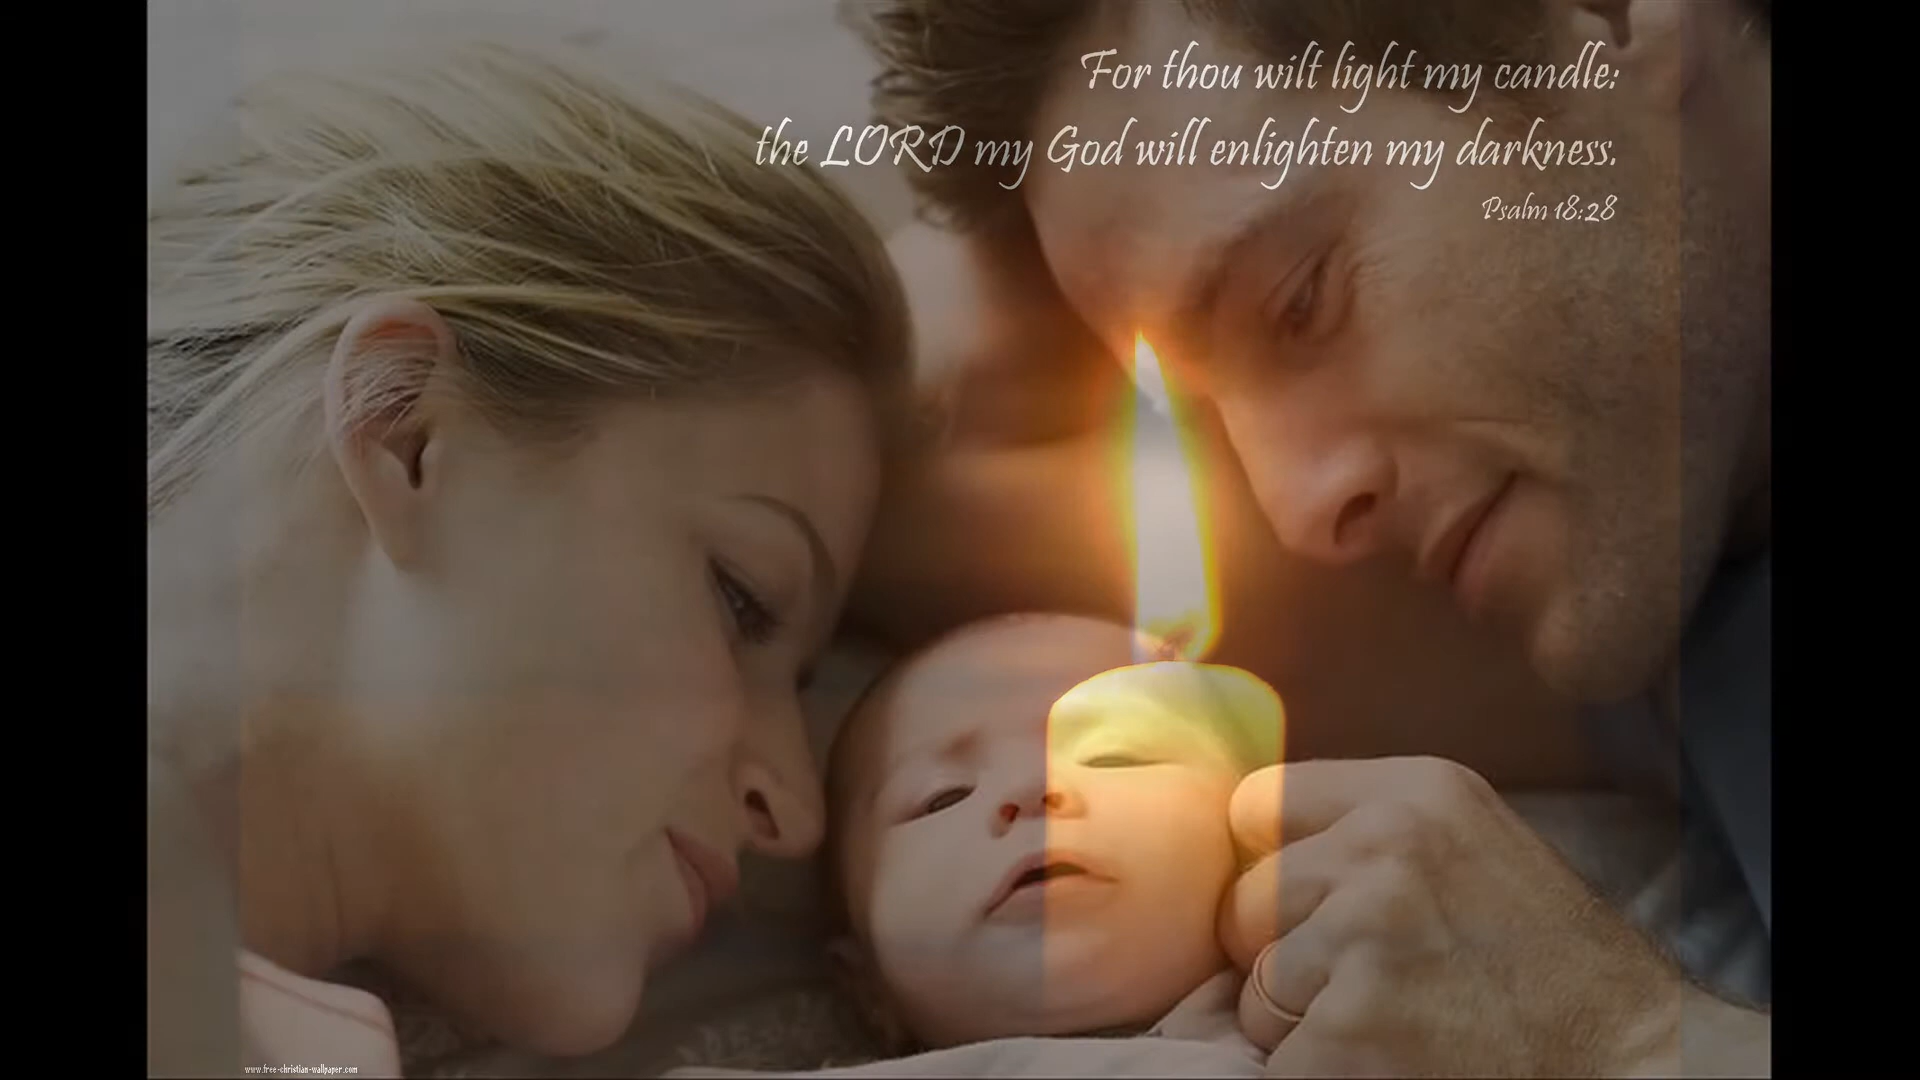 For thou wilt light my candle:
the LORD my God will enlighten my darkness.
Psalm 18:28
www.free-christian-wallpaper.com